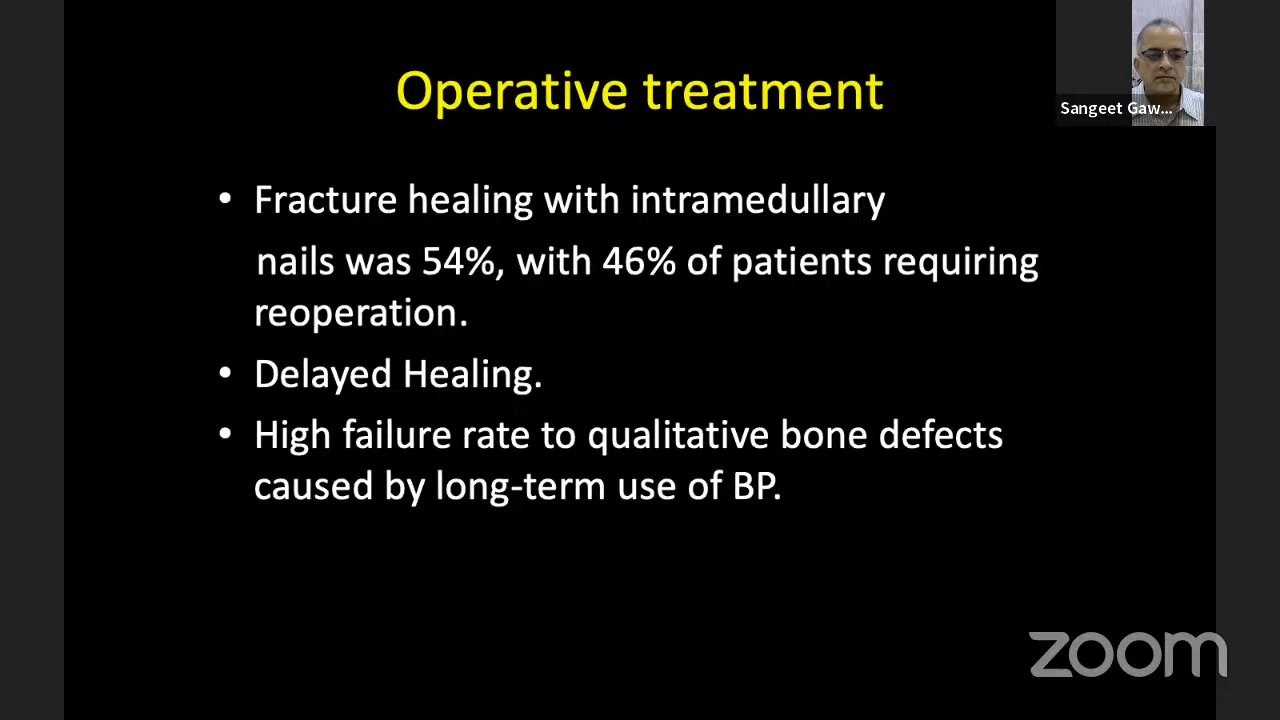 Operative treatment
Sangeet Gaw...
• Fracture healing with intramedullary
nails was 54%, with 46% of patients requiring
reoperation.
• Delayed Healing.
• High failure rate to qualitative bone defects
caused by long-term use of BP.
zoom